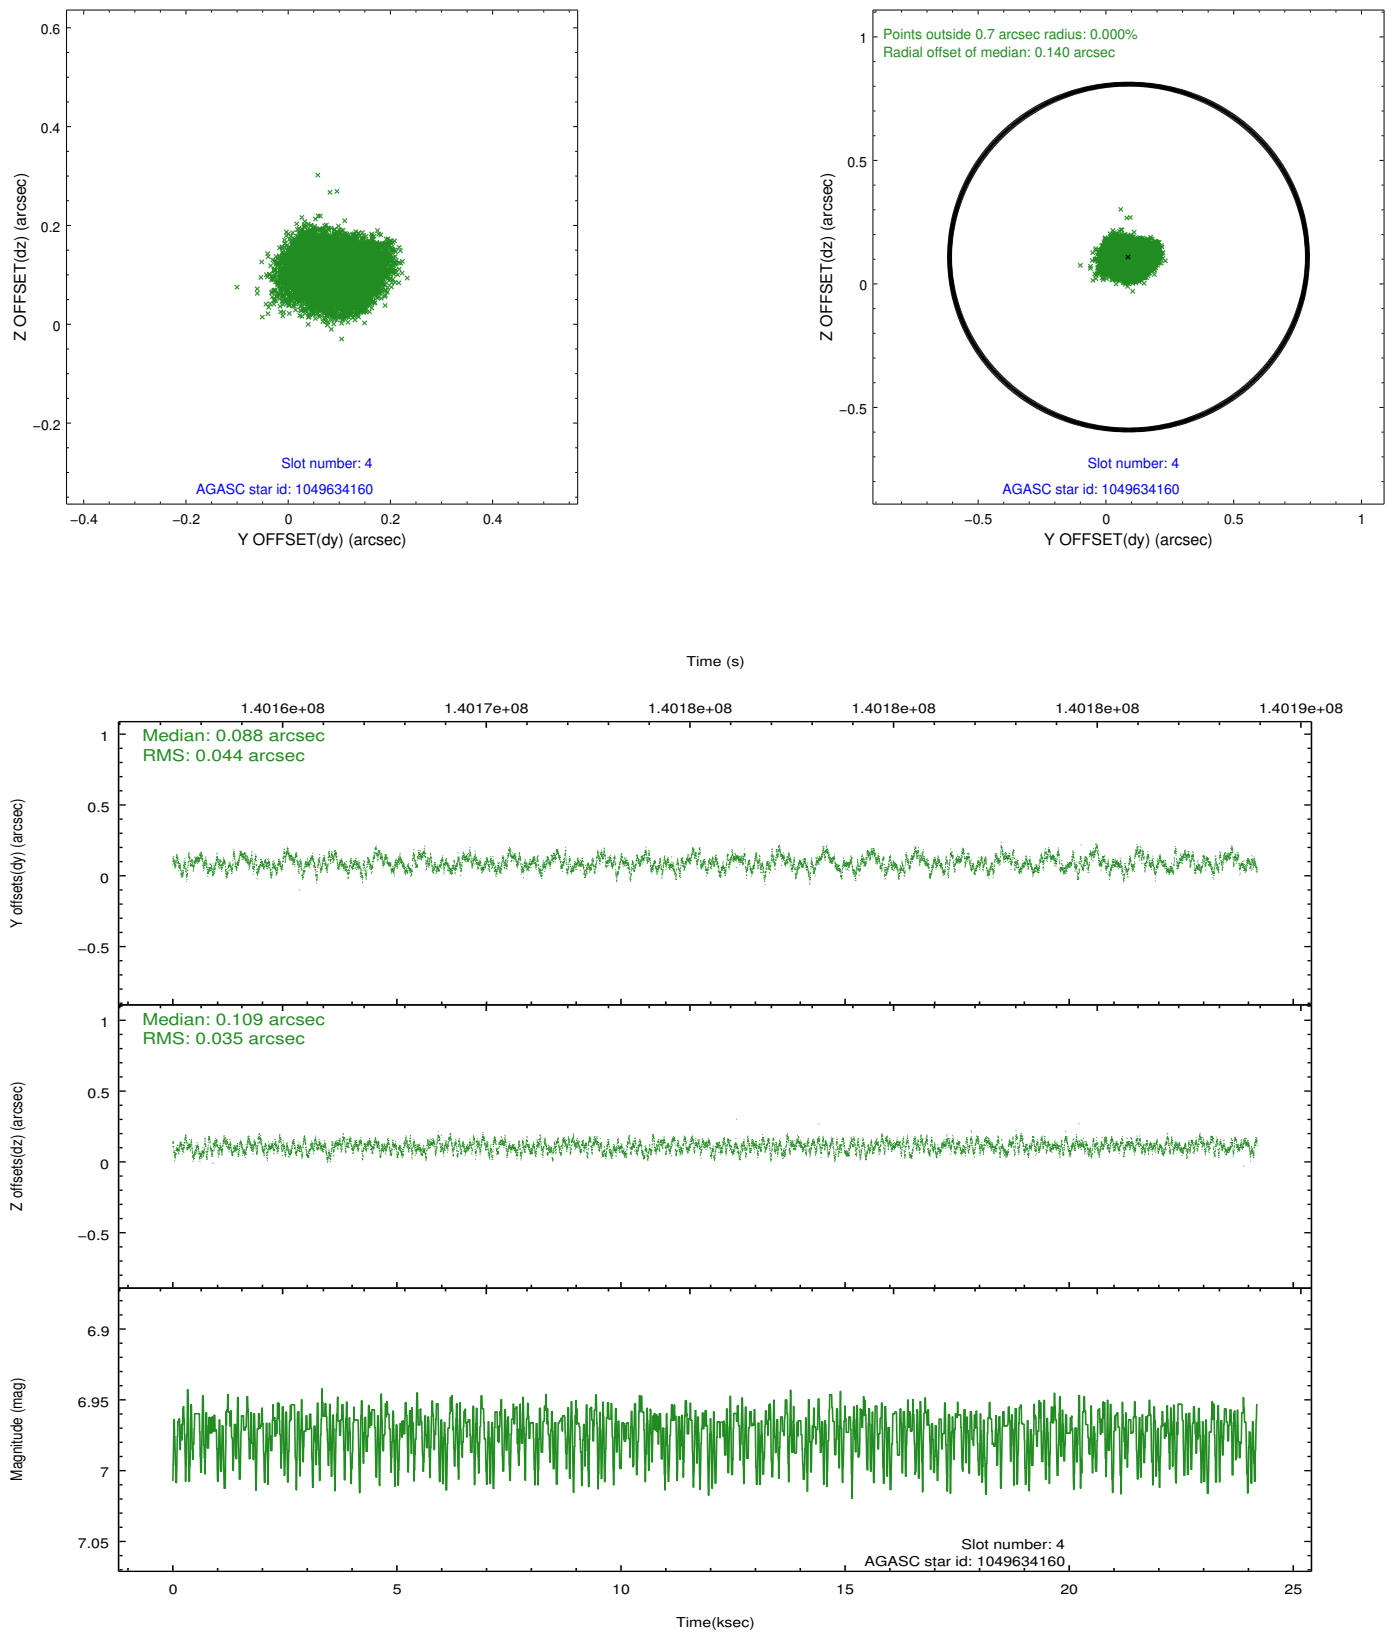 0.6
0.4
0.2
0
−0.2
Z OFFSET(dz) (arcsec)
Slot number: 4
AGASC star id: 1049634160
−0.4 −0.2 0 0.2 0.4
Y OFFSET(dy) (arcsec)
Points outside 0.7 arcsec radius: 0.000%
Radial offset of median: 0.140 arcsec
1
0.5
0
−0.5
Z OFFSET(dz) (arcsec)
Slot number: 4
AGASC star id: 1049634160
−0.5 0 0.5 1
Y OFFSET(dy) (arcsec)
Time (s)
1.4016e+08 1.4017e+08 1.4018e+08 1.4018e+08 1.4018e+08 1.4019e+08
Median: 0.088 arcsec
RMS: 0.044 arcsec
1
0.5
0
−0.5
Y offsets(dy) (arcsec)
Median: 0.109 arcsec
RMS: 0.035 arcsec
1
0.5
0
−0.5
Z offsets(dz) (arcsec)
6.9
6.95
7
7.05
Magnitude (mag)
Slot number: 4
AGASC star id: 1049634160
0 5 10 15 20 25
Time(ksec)